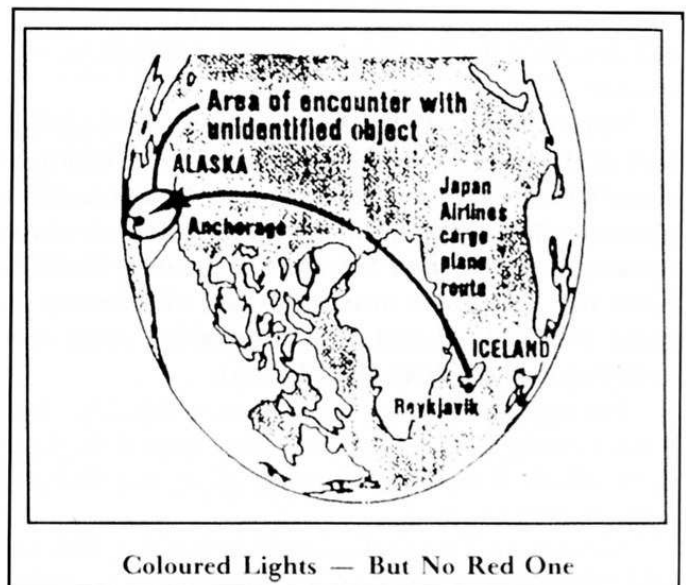 Area of encounter with
unidentified object
ALASKA
Anchorage
Japan
Airlines
cargo
plane
route
ICELAND
Reykjavik
Coloured Lights — But No Red One